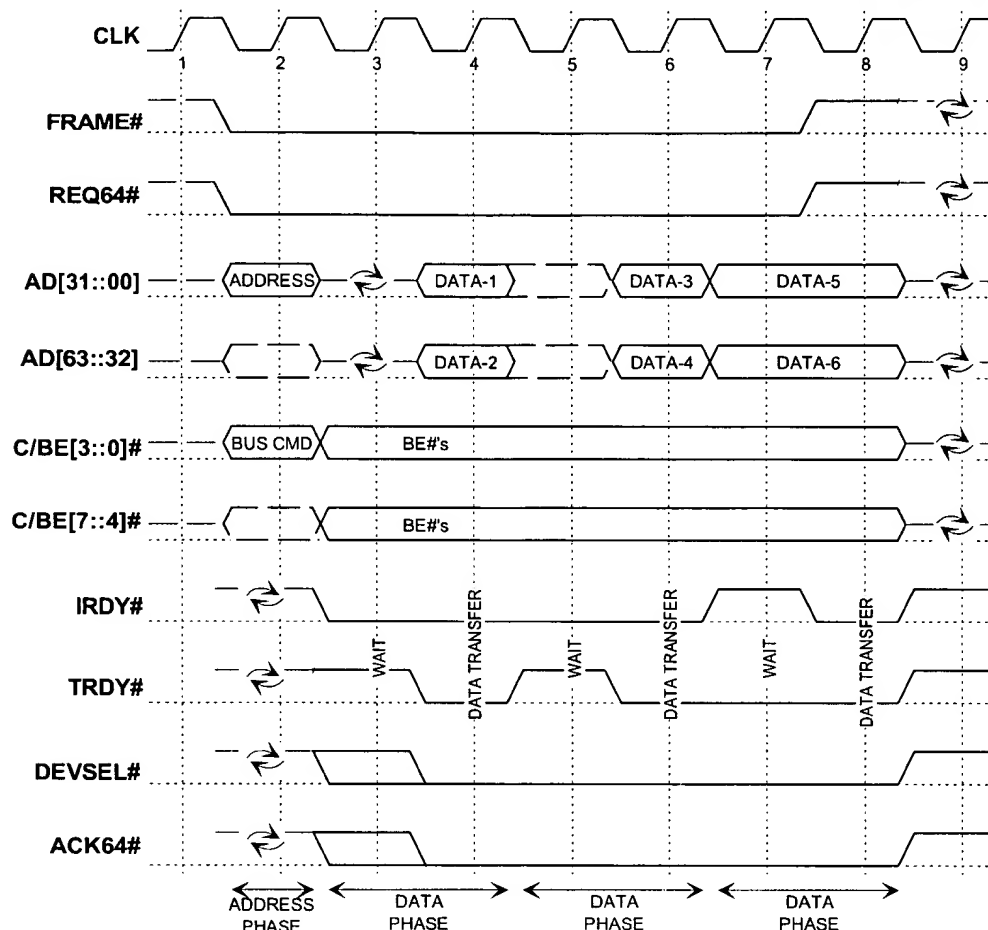 CLK
1 2 3 4 5 6 7 8 9
FRAME#
REQ64#
AD[31::00] ADDRESS DATA-1 DATA-3 DATA-5
AD[63::32] DATA-2 DATA-4 DATA-6
C/BE[3::0]# BUS CMD BE#'s
C/BE[7::4]# BE#'s
IRDY#
WAIT DATA TRANSFER WAIT DATA TRANSFER WAIT DATA TRANSFER
TRDY#
DEVSEL#
ACK64#
ADDRESS DATA DATA DATA
PHASE PHASE PHASE PHASE